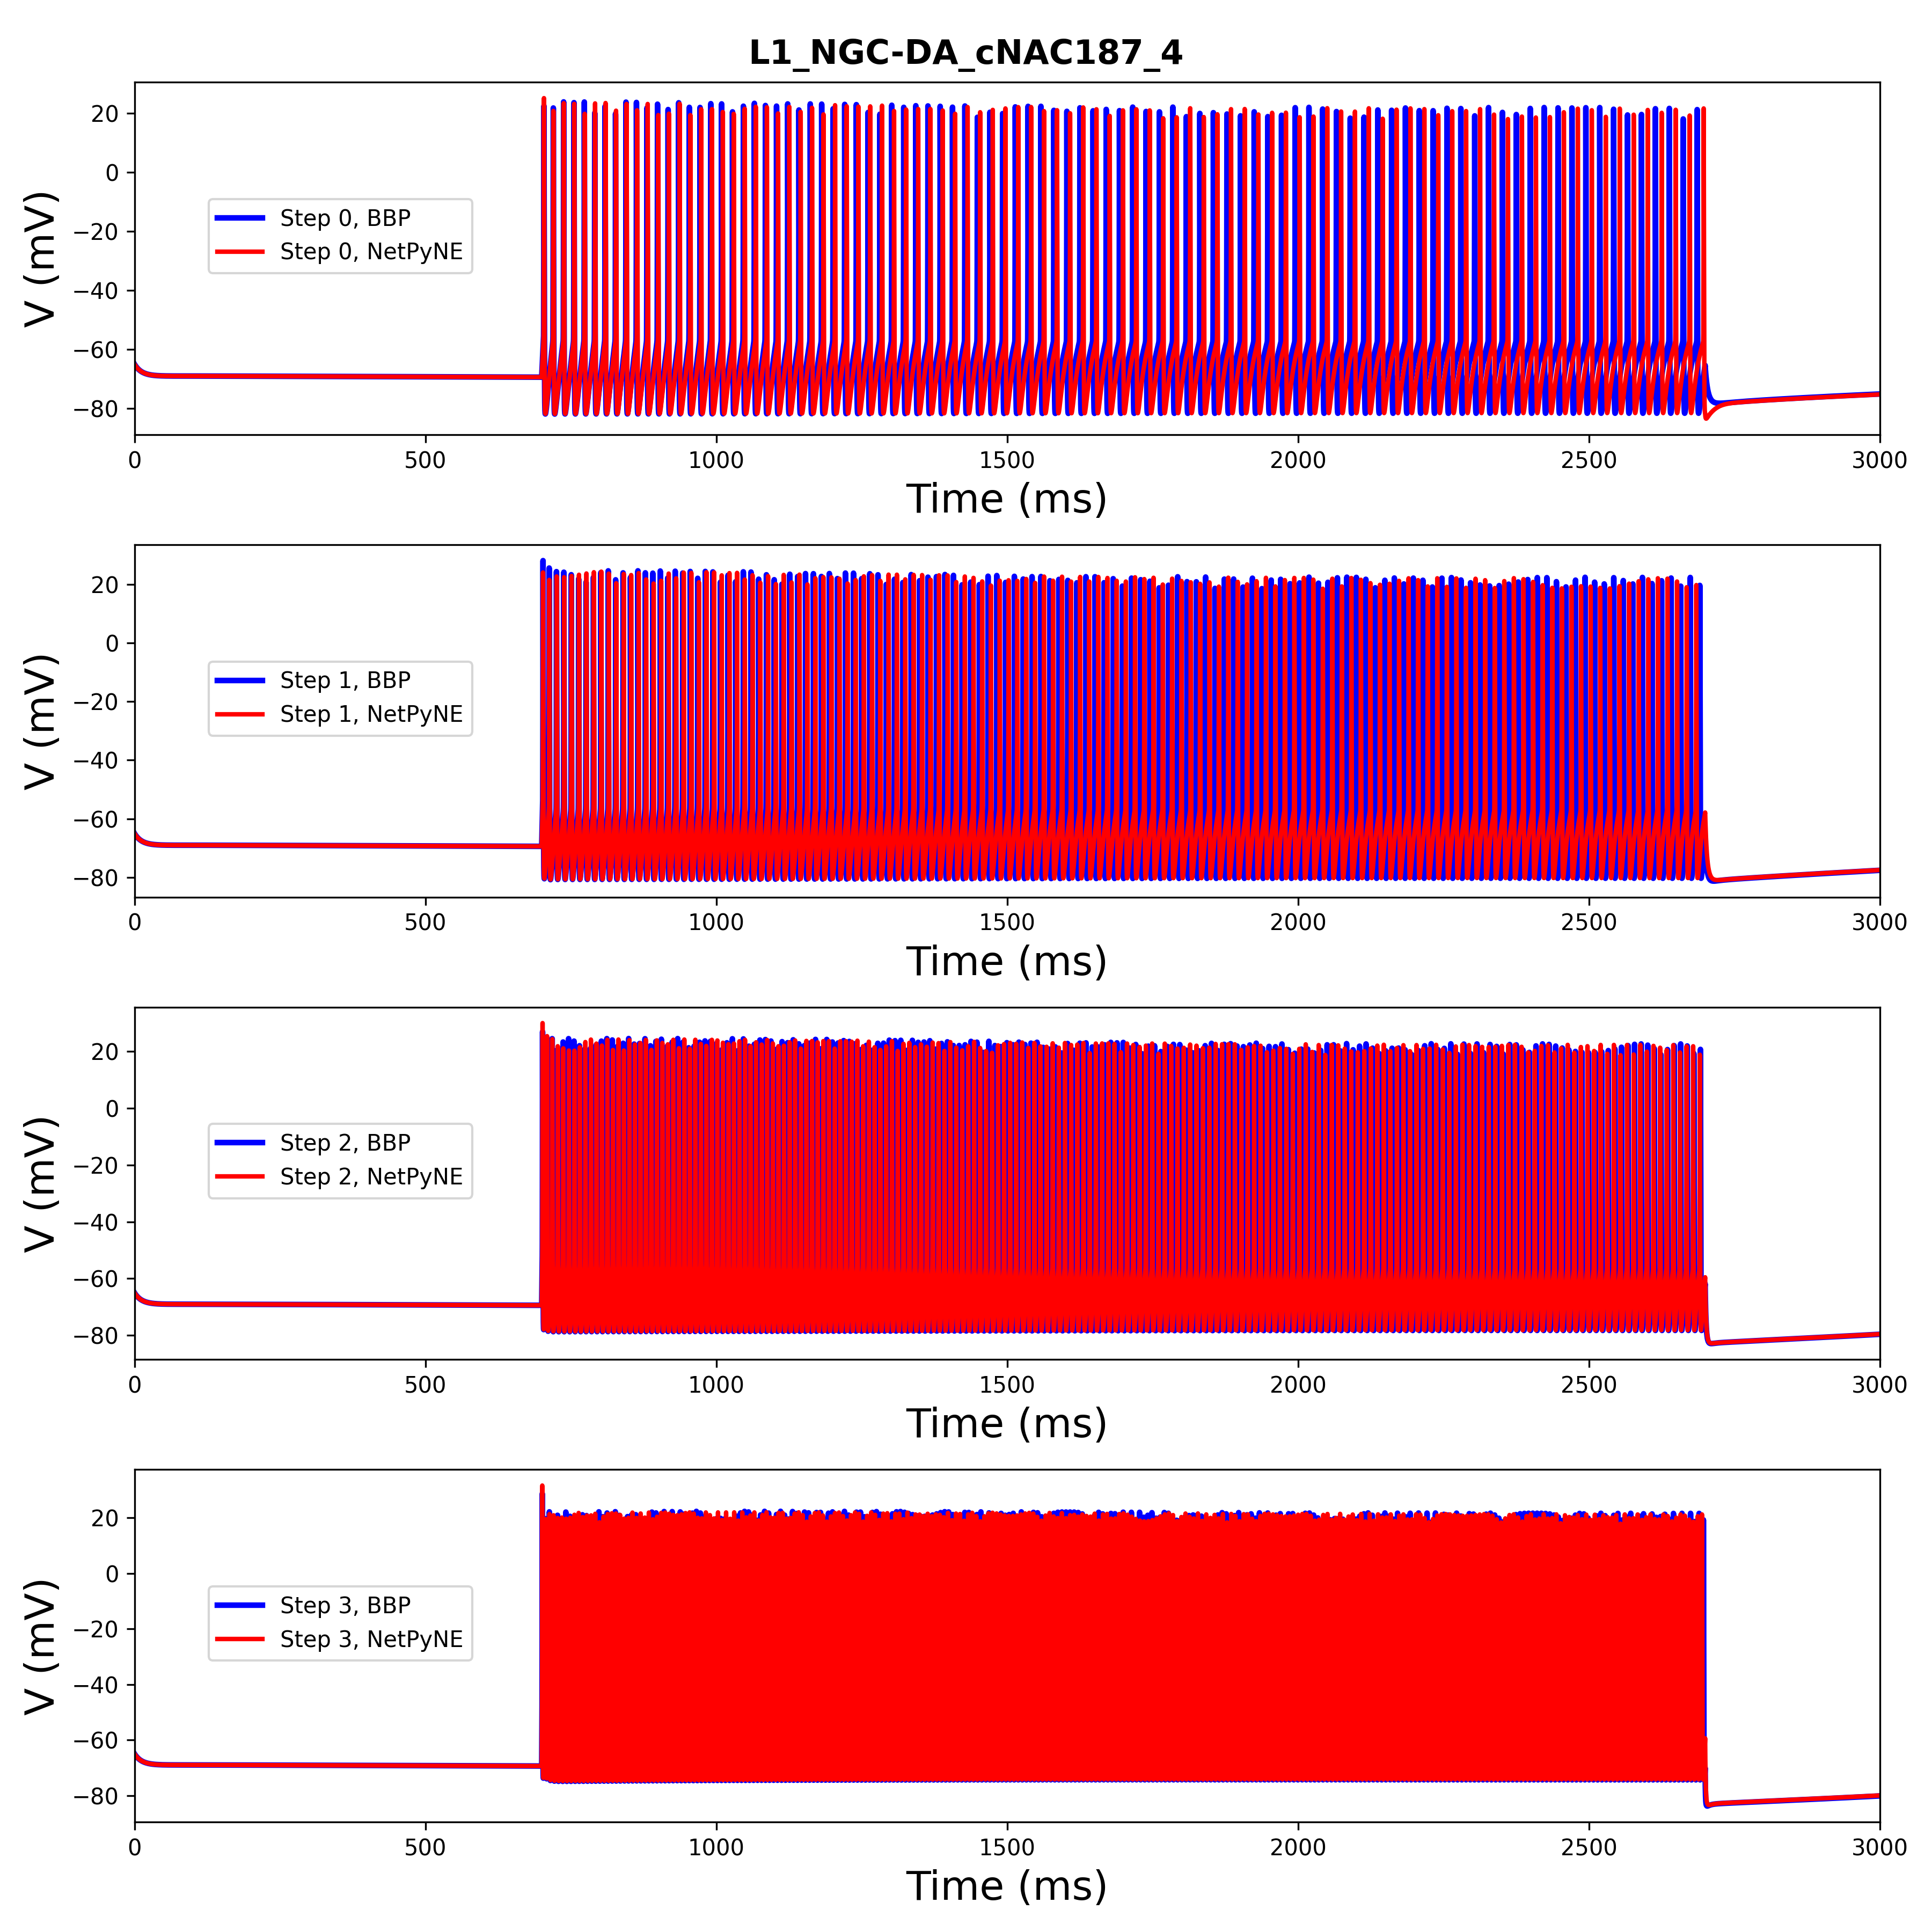 L1_NGC-DA_cNAC187_4
20
0
−20
−40
−60
−80
V (mV)
Step 0, BBP
Step 0, NetPyNE
0 500 1000 1500 2000 2500 3000
Time (ms)
20
0
−20
−40
−60
−80
V (mV)
Step 1, BBP
Step 1, NetPyNE
0 500 1000 1500 2000 2500 3000
Time (ms)
20
0
−20
−40
−60
−80
V (mV)
Step 2, BBP
Step 2, NetPyNE
0 500 1000 1500 2000 2500 3000
Time (ms)
20
0
−20
−40
−60
−80
V (mV)
Step 3, BBP
Step 3, NetPyNE
0 500 1000 1500 2000 2500 3000
Time (ms)